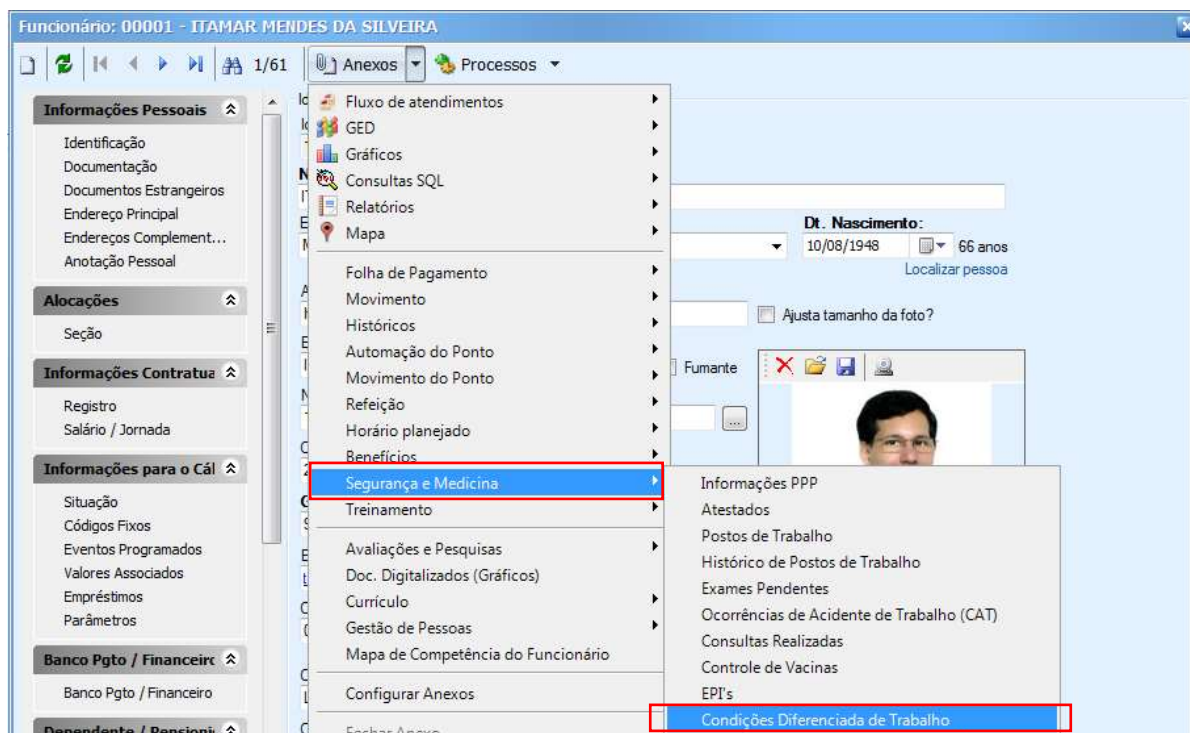 Funcionário: 00001 - ITAMAR MENDES DA SILVEIRA
1/61 Anexos Processos
Informações Pessoais
Identificação
Documentação
Documentos Estrangeiros
Endereço Principal
Endereços Complement...
Anotação Pessoal
Alocações
Seção
Informações Contratua
Registro
Salário / Jornada
Informações para o Cál
Situação
Códigos Fixos
Eventos Programados
Valores Associados
Empréstimos
Parâmetros
Banco Pgto / Financeiro
Banco Pgto / Financeiro
Dependente / Pensioni
Fluxo de atendimentos
GED
Gráficos
Consultas SQL
Relatórios
Mapa
Folha de Pagamento
Movimento
Históricos
Automação do Ponto
Movimento do Ponto
Refeição
Horário planejado
Benefícios
Segurança e Medicina
Treinamento
Avaliações e Pesquisas
Doc. Digitalizados (Gráficos)
Currículo
Gestão de Pessoas
Mapa de Competência do Funcionário
Configurar Anexos
Fechar Anexo
Dt. Nascimento:
10/08/1948 66 anos
Localizar pessoa
Ajusta tamanho da foto?
Fumante
...
Informações PPP
Atestados
Postos de Trabalho
Histórico de Postos de Trabalho
Exames Pendentes
Ocorrências de Acidente de Trabalho (CAT)
Consultas Realizadas
Controle de Vacinas
EPI's
Condições Diferenciada de Trabalho